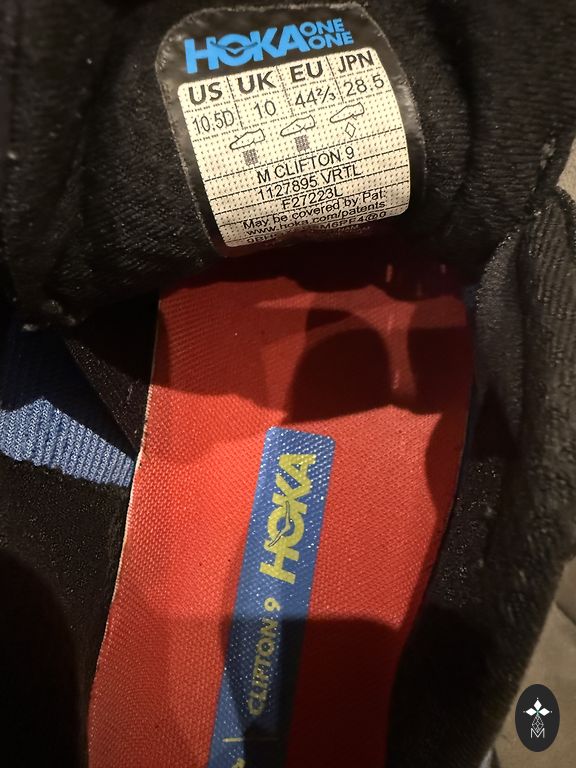 HOKA ONE ONE
US UK EU JPN
10.5D 10 44⅔ 28.5
M CLIFTON 9
1127895 VRTL
F27223L
May be covered by Pat.
www.hoka.com/patents
HOKA
CLIFTON 9
M